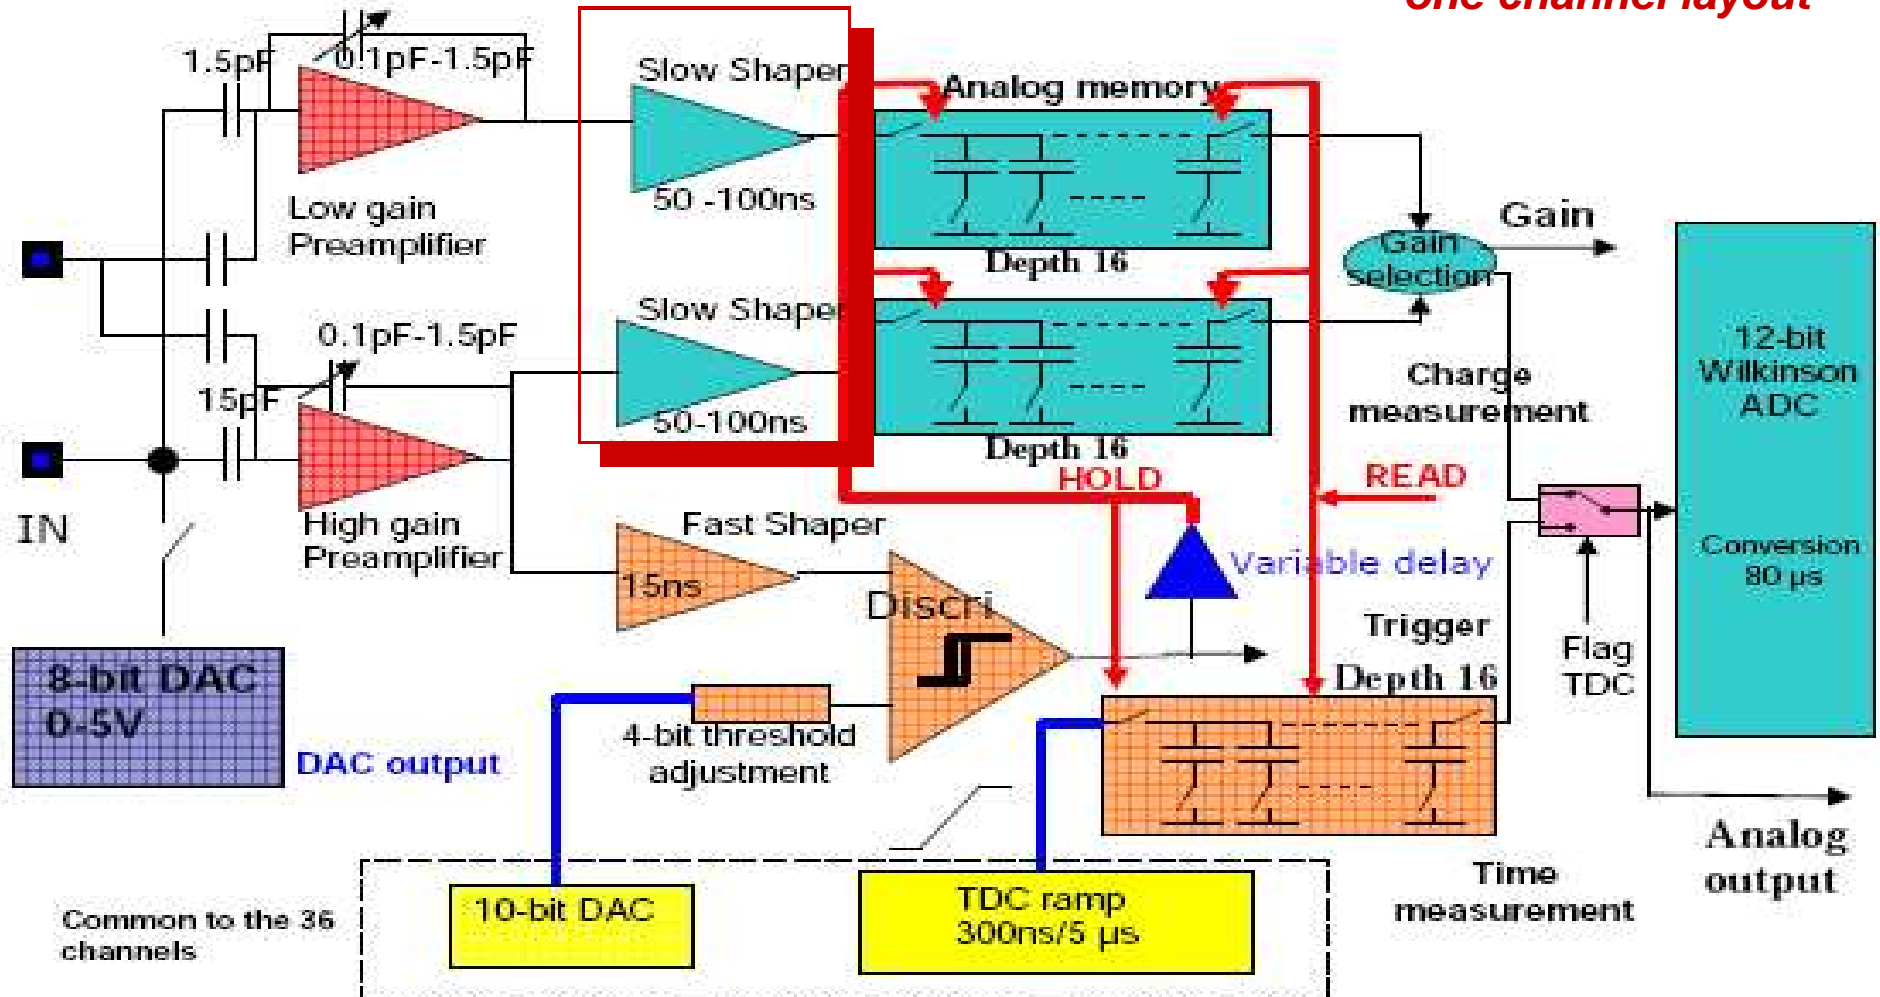 one channel layout
1.5pF
0.1pF-1.5pF
Slow Shaper
Analog memory
50 -100ns
Low gain
Preamplifier
Depth 16
Gain
Gain
selection
Slow Shaper
0.1pF-1.5pF
12-bit
Wilkinson
ADC
15pF
Charge
measurement
50-100ns
Depth 16
HOLD
READ
IN
High gain
Preamplifier
Fast Shaper
15ns
Discri
Variable delay
Conversion
80 µs
Trigger
Flag
TDC
Depth 16
8-bit DAC
0-5V
DAC output
4-bit threshold
adjustment
Analog
output
Time
measurement
Common to the 36
channels
10-bit DAC
TDC ramp
300ns/5 µs